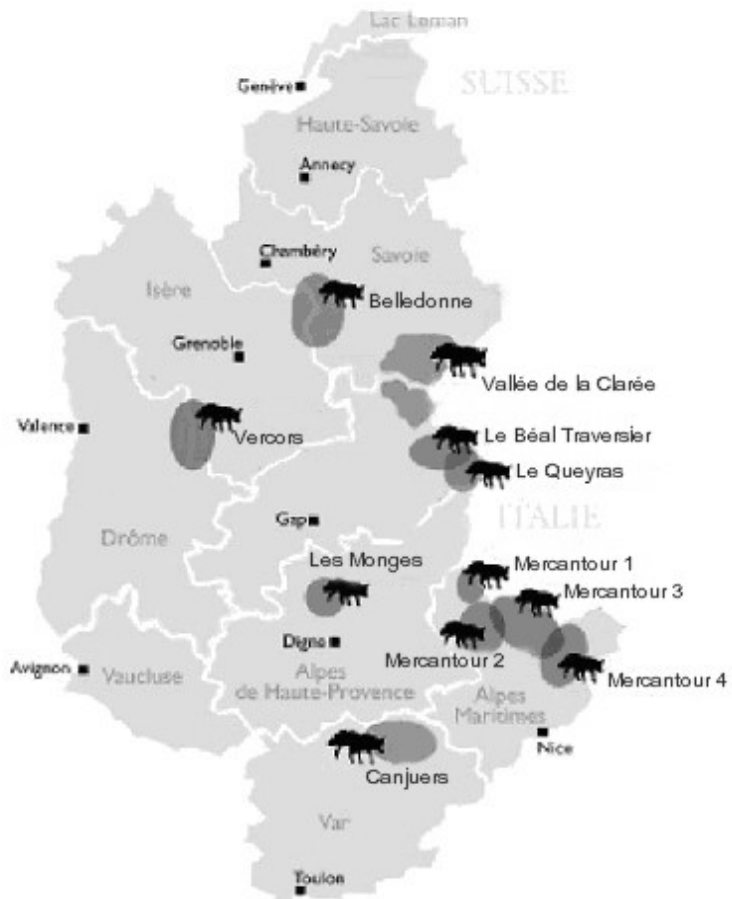 Lac Leman
Genève
SUISSE
Haute-Savoie
Annecy
Chambéry
Savoie
Isère
Belledonne
Grenoble
Vallée de la Clarée
Valence
Vercors
Le Béal Traversier
Le Queyras
Gap
ITALIE
Drôme
Les Monges
Mercantour 1
Mercantour 3
Digne
Mercantour 2
Avignon
Vaucluse
Alpes
de Haute-Provence
Mercantour 4
Alpes
Maritimes
Nice
Canjuers
Var
Toulon